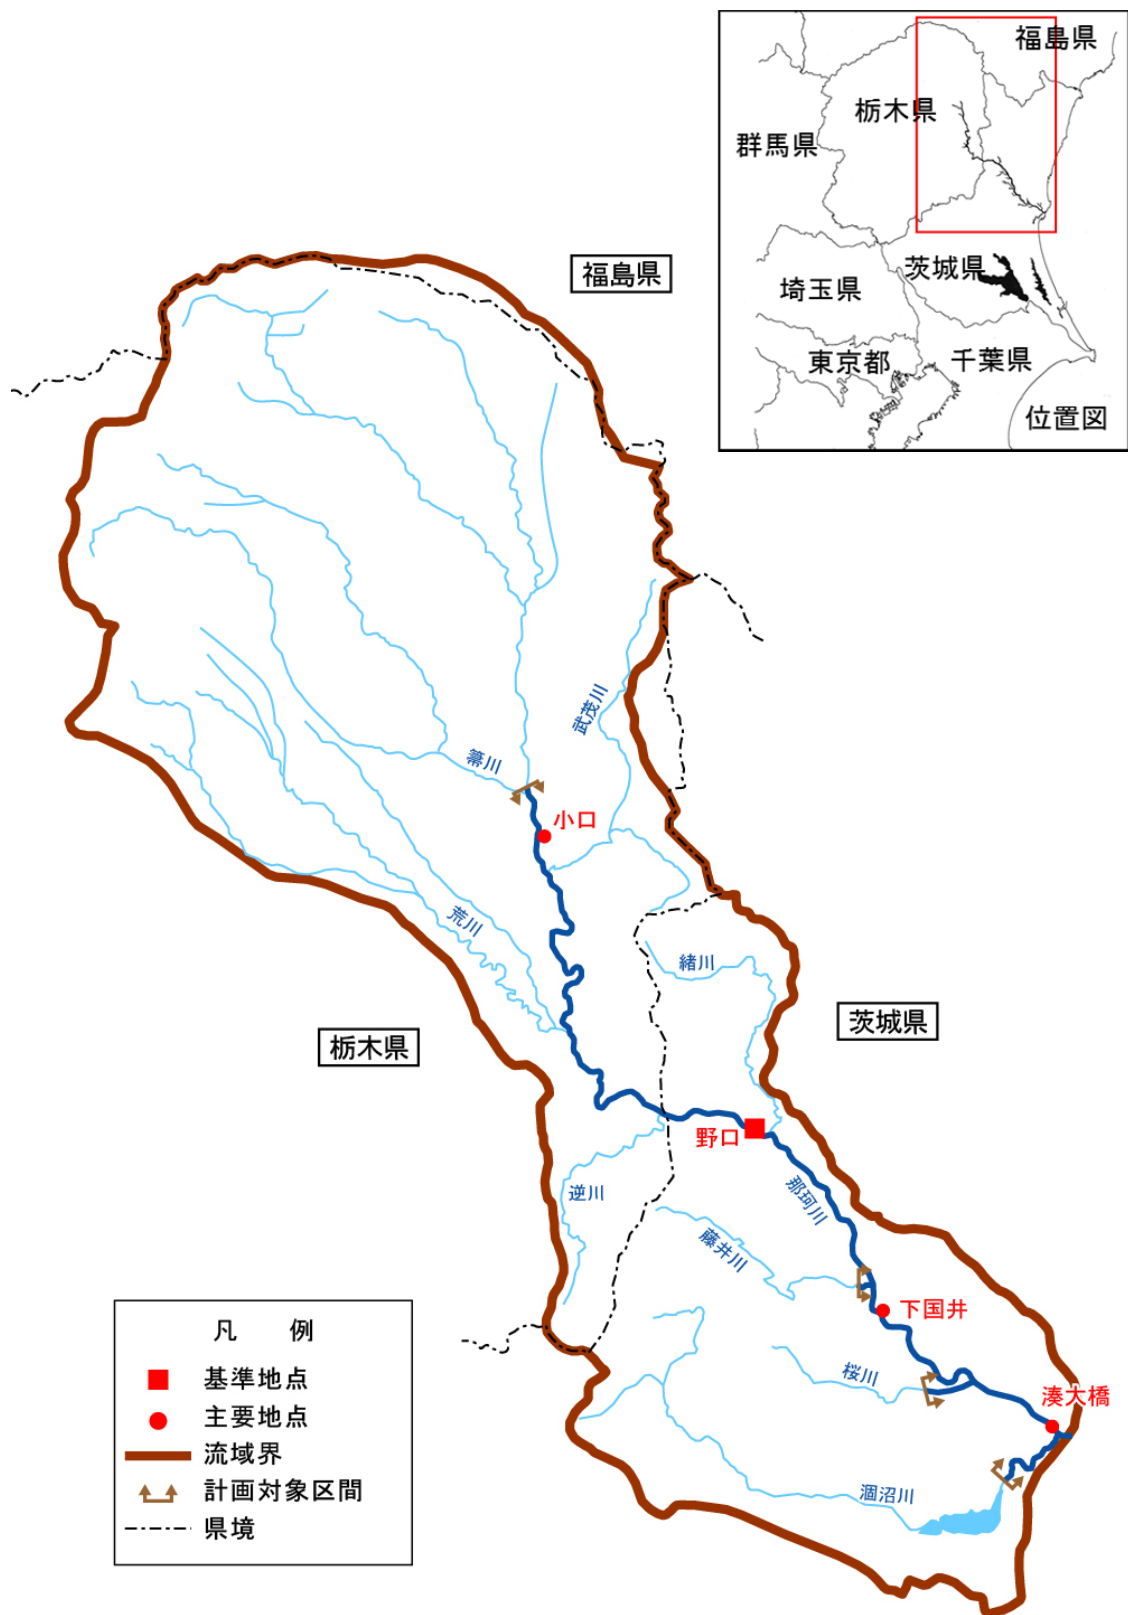 福島県
栃木県
群馬県
茨城県
埼玉県
東京都
千葉県
位置図
福島県
武茂川
箒川
小口
荒川
緒川
茨城県
栃木県
野口
那珂川
逆川
藤井川
下国井
桜川
湊大橋
涸沼川
凡 例
基準地点
主要地点
流域界
計画対象区間
県境